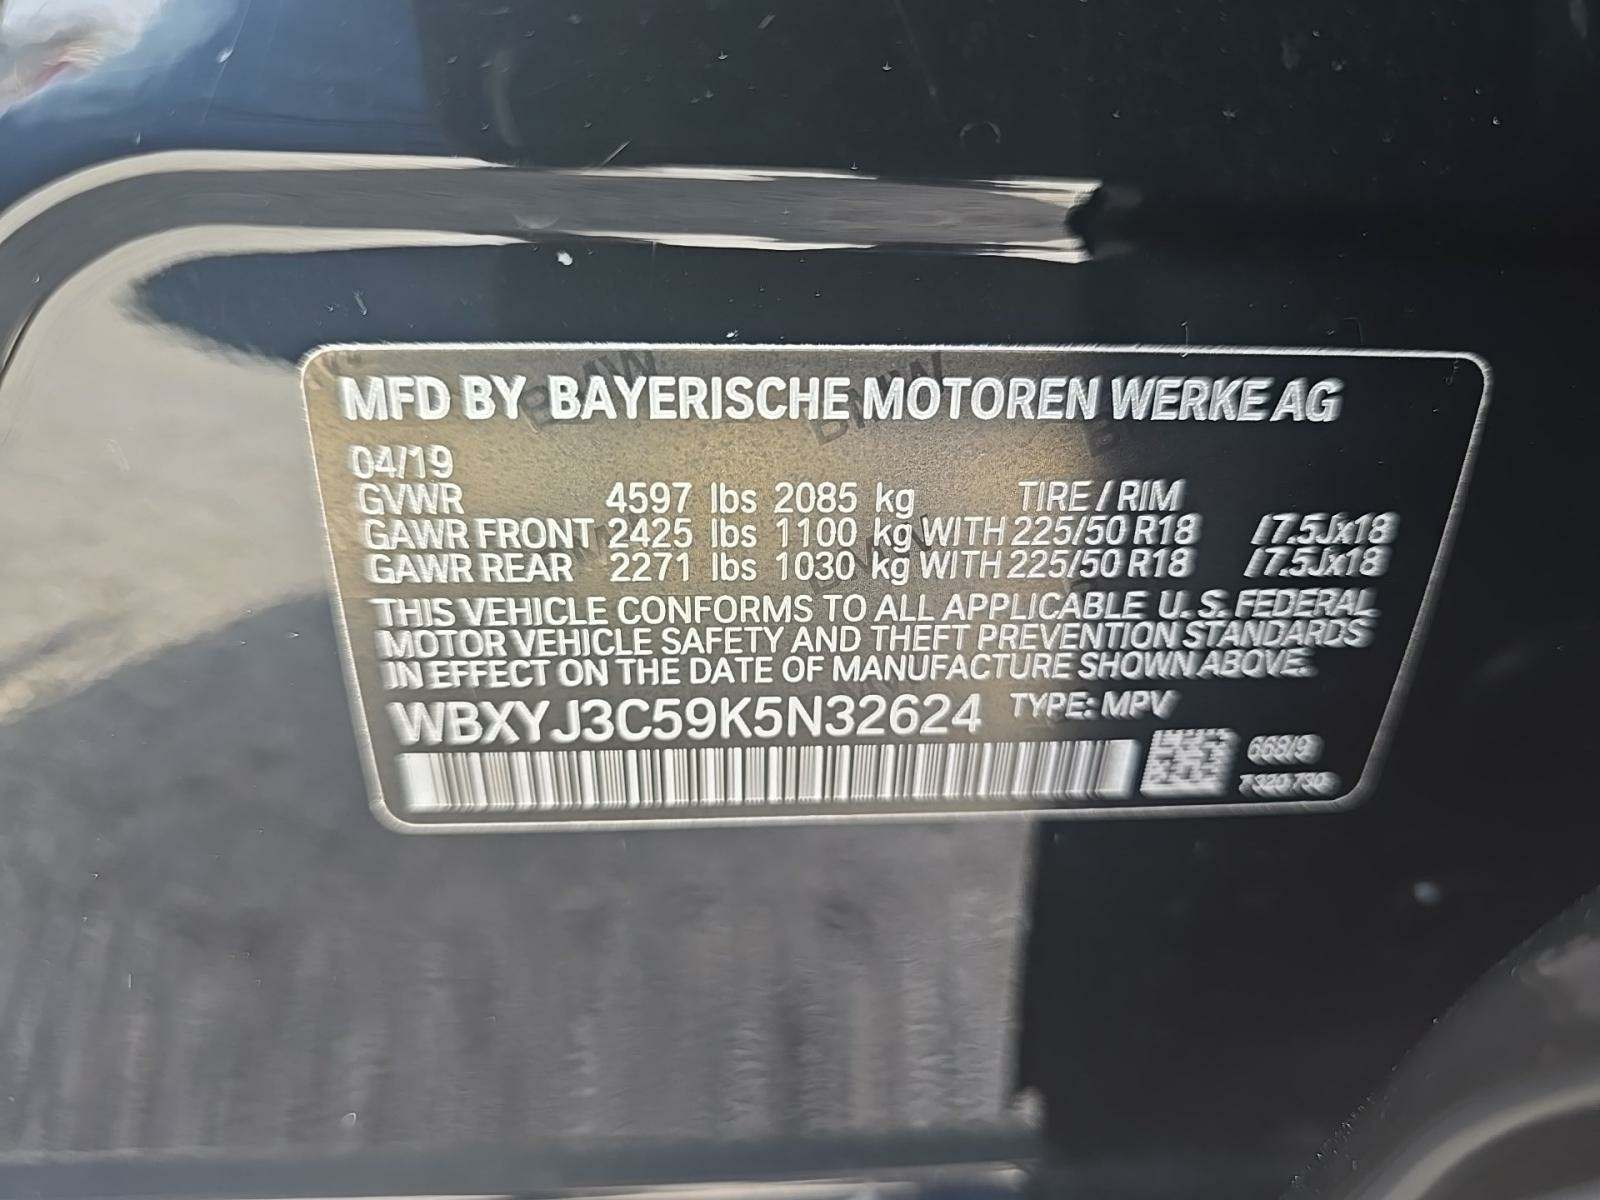 MFD BY BAYERISCHE MOTOREN WERKE AG
04/19
GVWR 4597 lbs 2085 kg TIRE / RIM
GAWR FRONT 2425 lbs 1100 kg WITH 225/50 R18 / 7.5Jx18
GAWR REAR 2271 lbs 1030 kg WITH 225/50 R18 / 7.5Jx18
THIS VEHICLE CONFORMS TO ALL APPLICABLE U. S. FEDERAL
MOTOR VEHICLE SAFETY AND THEFT PREVENTION STANDARDS
IN EFFECT ON THE DATE OF MANUFACTURE SHOWN ABOVE.
WBXYJ3C59K5N32624 TYPE: MPV
668/9
7320730